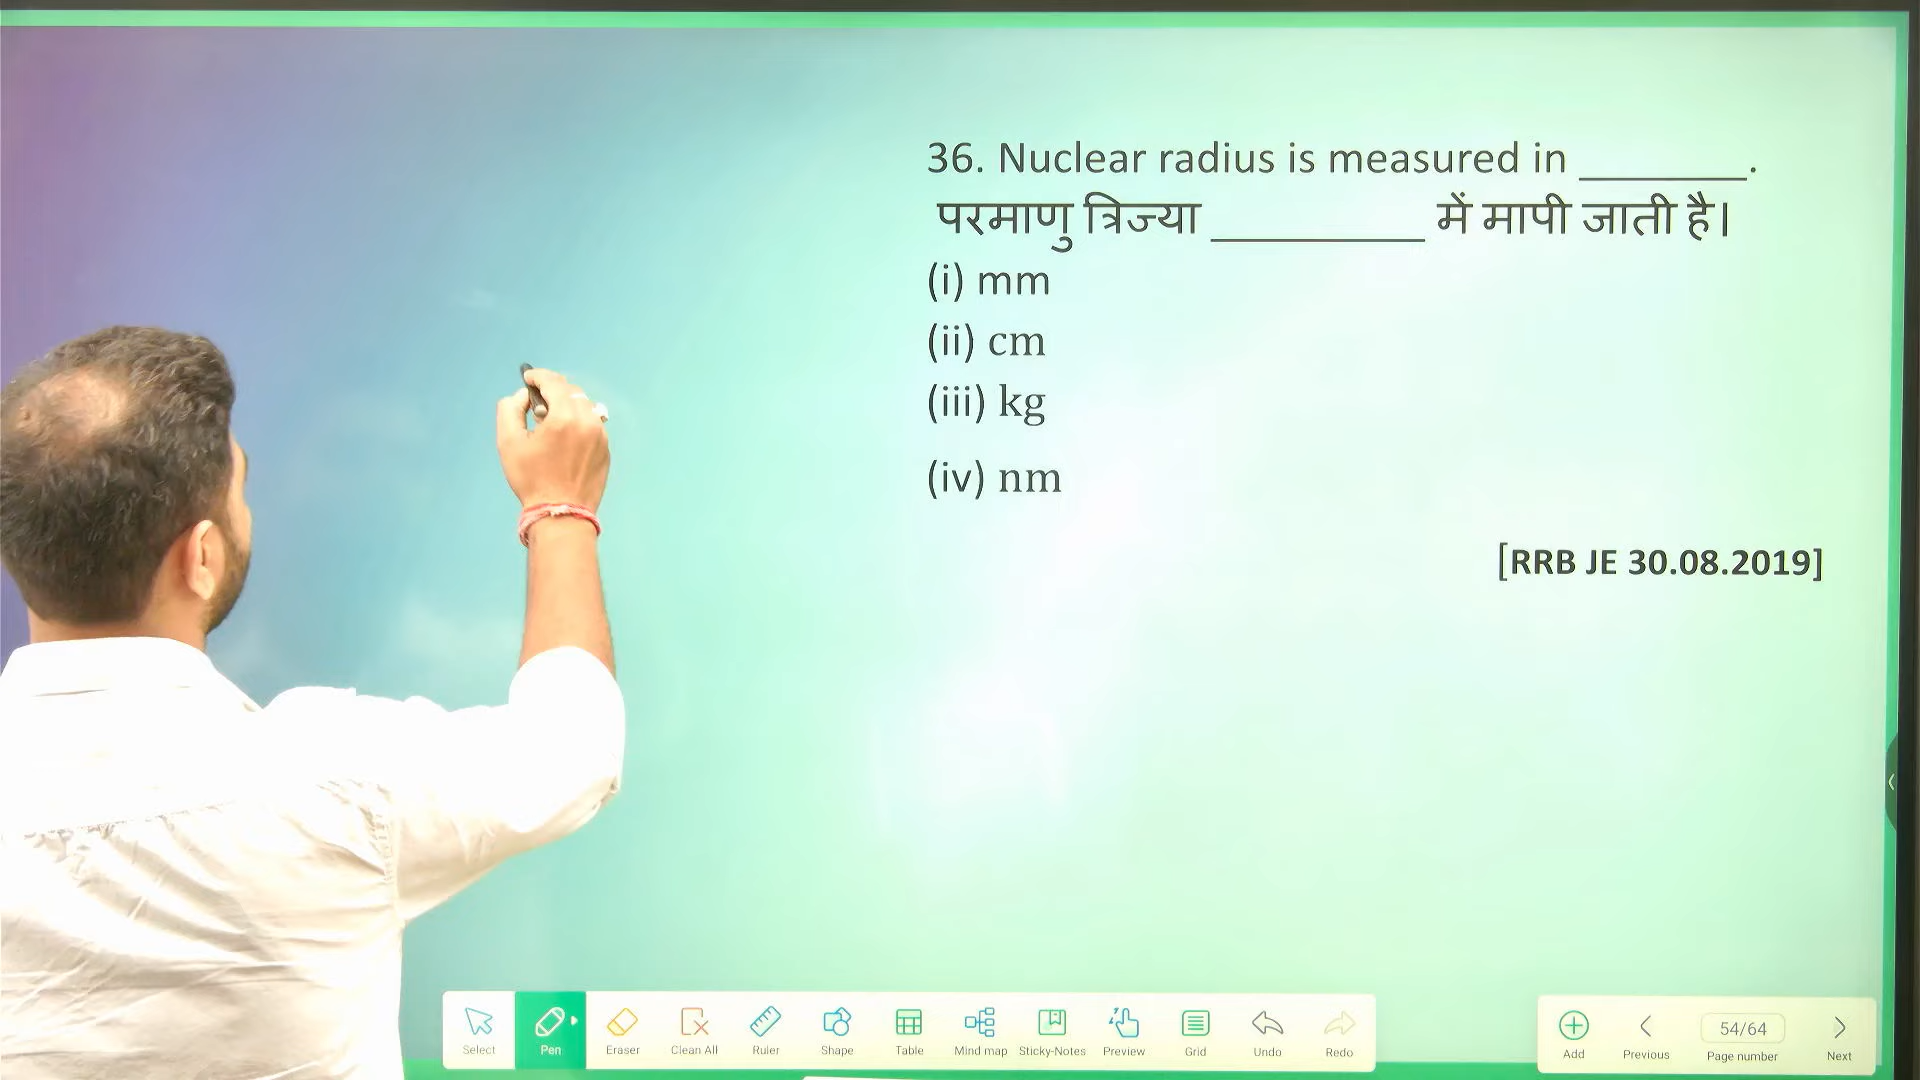 36. Nuclear radius is measured in ________.
परमाणु त्रिज्या __________ में मापी जाती है।
(i) mm
(ii) cm
(iii) kg
(iv) nm
[RRB JE 30.08.2019]
Select Pen Eraser Clean All Ruler Shape Table Mind map Sticky-Notes Preview Grid Undo Redo
54/64
Add Previous Page number Next